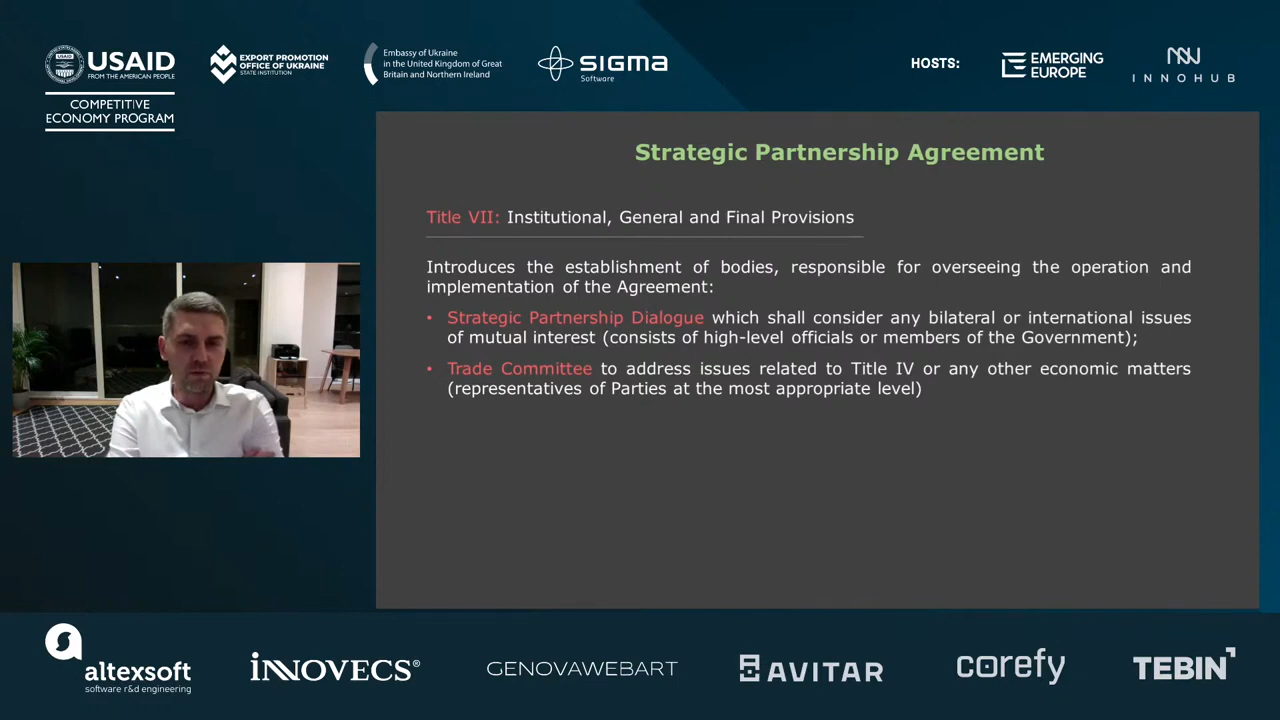 USAID
FROM THE AMERICAN PEOPLE
COMPETITIVE
ECONOMY PROGRAM
EXPORT PROMOTION
OFFICE OF UKRAINE
STATE INSTITUTION
Embassy of Ukraine
in the United Kingdom of Great
Britain and Northern Ireland
SIGMA
Software
HOSTS:
EMERGING
EUROPE
INNOHUB
Strategic Partnership Agreement
Title VII: Institutional, General and Final Provisions
Introduces the establishment of bodies, responsible for overseeing the operation and
implementation of the Agreement:
• Strategic Partnership Dialogue which shall consider any bilateral or international issues
of mutual interest (consists of high-level officials or members of the Government);
• Trade Committee to address issues related to Title IV or any other economic matters
(representatives of Parties at the most appropriate level)
altexsoft
software r&d engineering
INNOVECS®
GENOVAWEBART
AVITAR
corefy
TEBIN